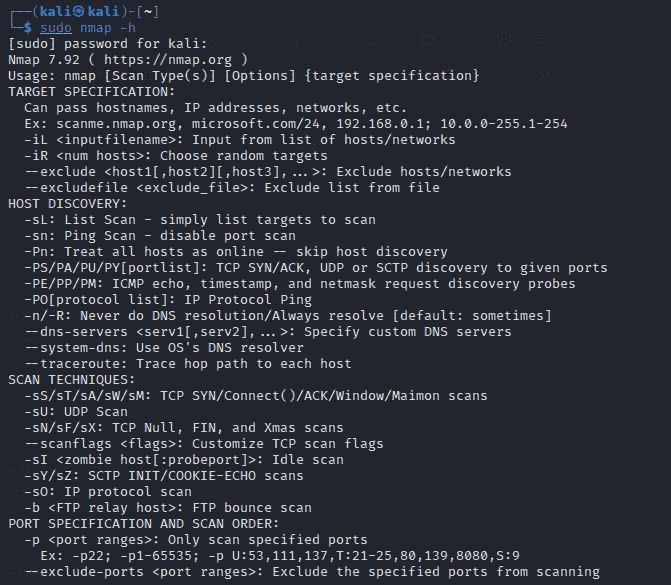 ┌──(kali㉿kali)-[~]
└─$ sudo nmap -h
[sudo] password for kali:
Nmap 7.92 ( https://nmap.org )
Usage: nmap [Scan Type(s)] [Options] {target specification}
TARGET SPECIFICATION:
  Can pass hostnames, IP addresses, networks, etc.
  Ex: scanme.nmap.org, microsoft.com/24, 192.168.0.1; 10.0.0-255.1-254
  -iL <inputfilename>: Input from list of hosts/networks
  -iR <num hosts>: Choose random targets
  --exclude <host1[,host2][,host3],...>: Exclude hosts/networks
  --excludefile <exclude_file>: Exclude list from file
HOST DISCOVERY:
  -sL: List Scan - simply list targets to scan
  -sn: Ping Scan - disable port scan
  -Pn: Treat all hosts as online -- skip host discovery
  -PS/PA/PU/PY[portlist]: TCP SYN/ACK, UDP or SCTP discovery to given ports
  -PE/PP/PM: ICMP echo, timestamp, and netmask request discovery probes
  -PO[protocol list]: IP Protocol Ping
  -n/-R: Never do DNS resolution/Always resolve [default: sometimes]
  --dns-servers <serv1[,serv2],...>: Specify custom DNS servers
  --system-dns: Use OS's DNS resolver
  --traceroute: Trace hop path to each host
SCAN TECHNIQUES:
  -sS/sT/sA/sW/sM: TCP SYN/Connect()/ACK/Window/Maimon scans
  -sU: UDP Scan
  -sN/sF/sX: TCP Null, FIN, and Xmas scans
  --scanflags <flags>: Customize TCP scan flags
  -sI <zombie host[:probeport]>: Idle scan
  -sY/sZ: SCTP INIT/COOKIE-ECHO scans
  -sO: IP protocol scan
  -b <FTP relay host>: FTP bounce scan
PORT SPECIFICATION AND SCAN ORDER:
  -p <port ranges>: Only scan specified ports
    Ex: -p22; -p1-65535; -p U:53,111,137,T:21-25,80,139,8080,S:9
  --exclude-ports <port ranges>: Exclude the specified ports from scanning